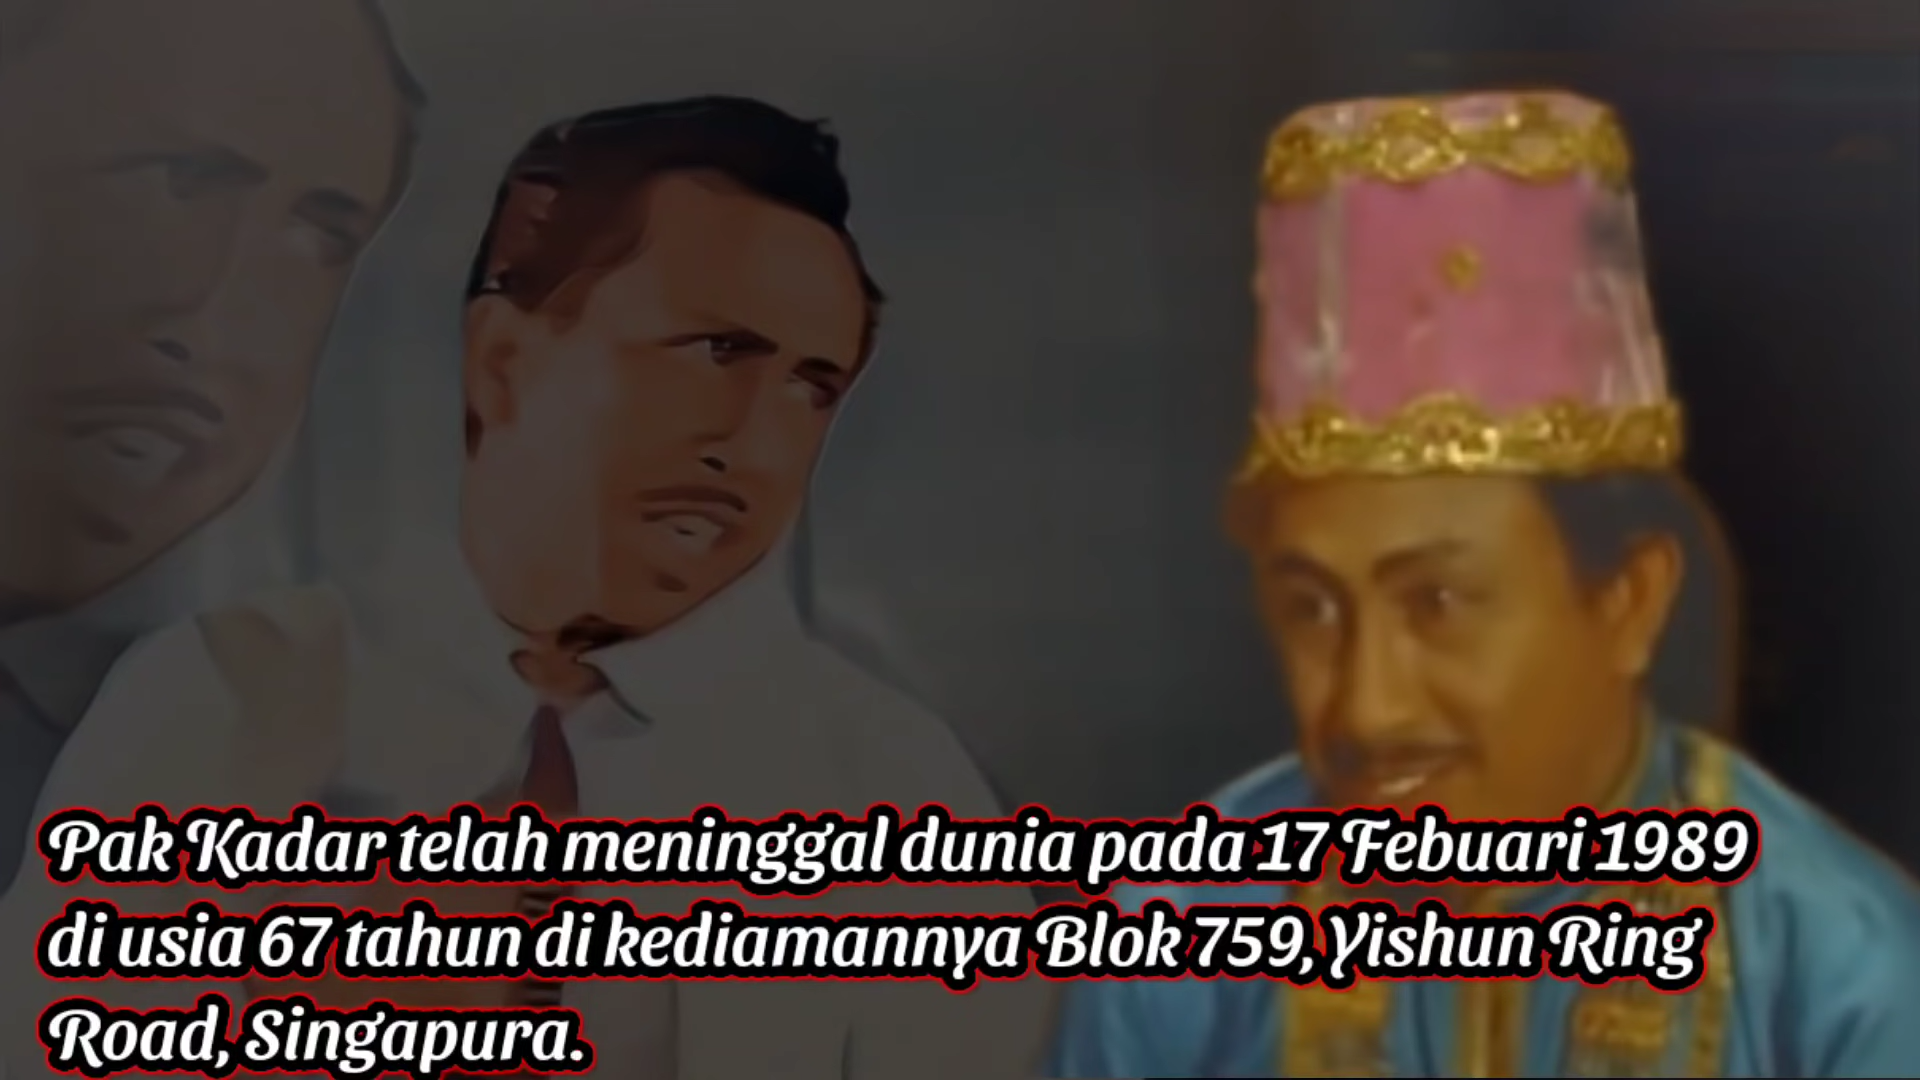 Pak Kadar telah meninggal dunia pada 17 Febuari 1989
di usia 67 tahun di kediamannya Blok 759, Yishun Ring
Road, Singapura.